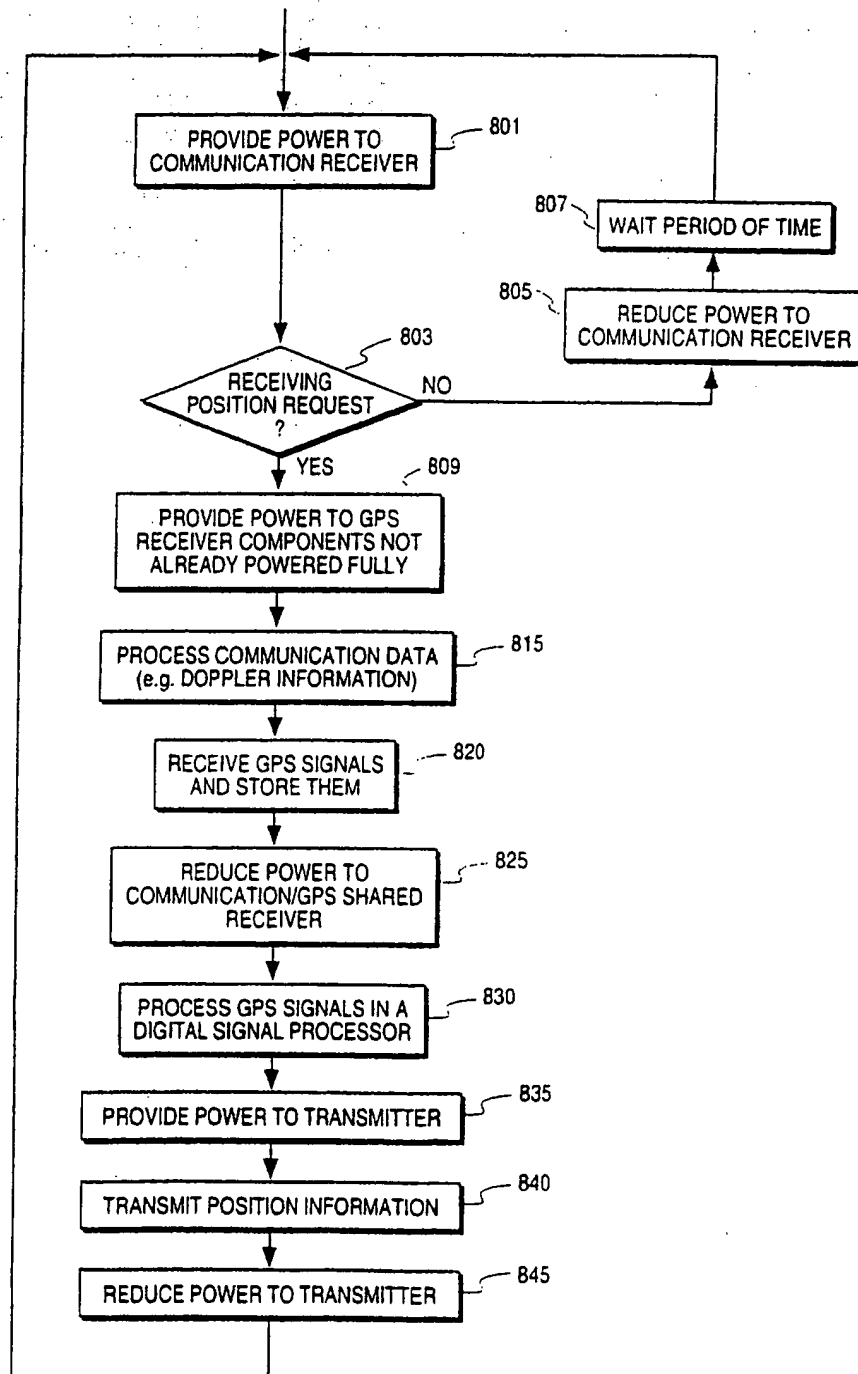 PROVIDE POWER TO
COMMUNICATION RECEIVER
801
807
WAIT PERIOD OF TIME
805
REDUCE POWER TO
COMMUNICATION RECEIVER
803
RECEIVING
POSITION REQUEST
?
NO
YES
809
PROVIDE POWER TO GPS
RECEIVER COMPONENTS NOT
ALREADY POWERED FULLY
815
PROCESS COMMUNICATION DATA
(e.g. DOPPLER INFORMATION)
820
RECEIVE GPS SIGNALS
AND STORE THEM
825
REDUCE POWER TO
COMMUNICATION/GPS SHARED
RECEIVER
830
PROCESS GPS SIGNALS IN A
DIGITAL SIGNAL PROCESSOR
835
PROVIDE POWER TO TRANSMITTER
840
TRANSMIT POSITION INFORMATION
845
REDUCE POWER TO TRANSMITTER